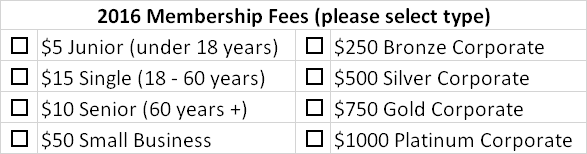 2016 Membership Fees (please select type)
$5 Junior (under 18 years) $250 Bronze Corporate
$15 Single (18 - 60 years) $500 Silver Corporate
$10 Senior (60 years +) $750 Gold Corporate
$50 Small Business $1000 Platinum Corporate